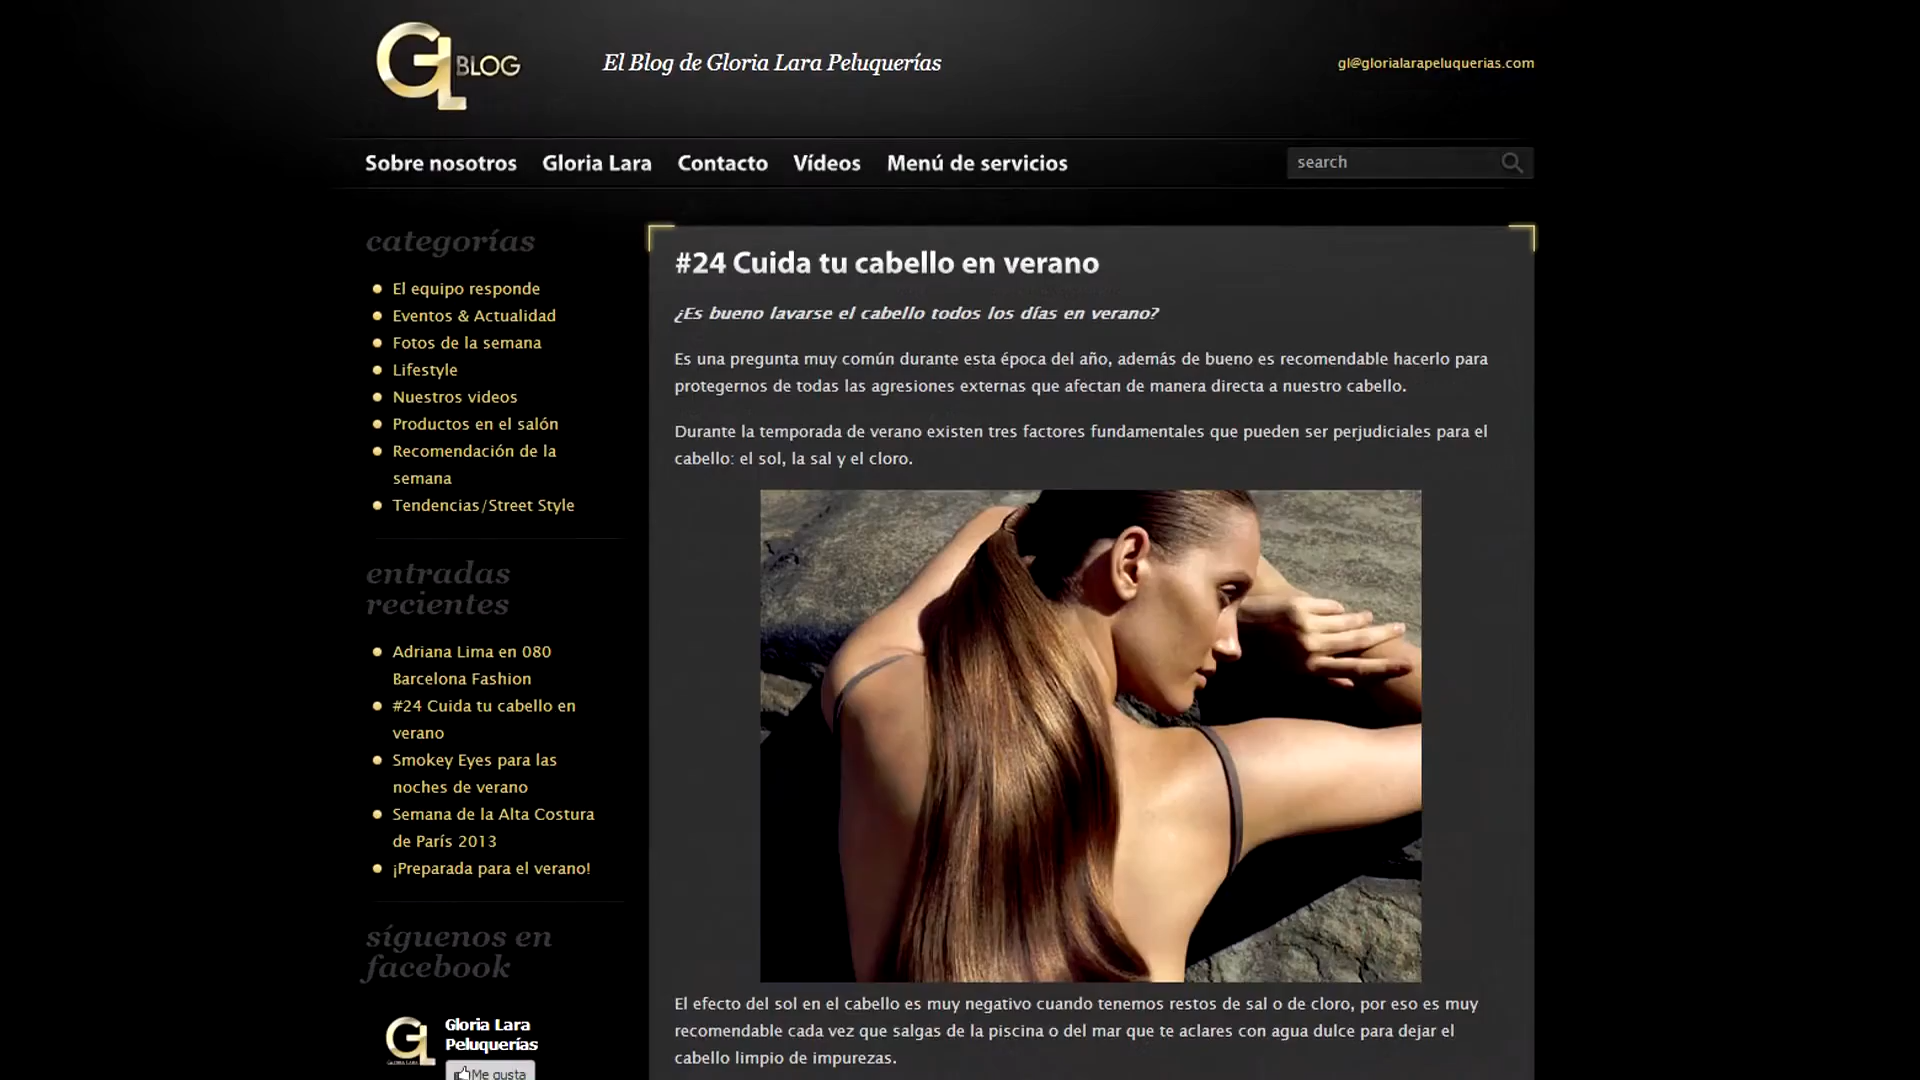 GL BLOG
El Blog de Gloria Lara Peluquerías
gl@glorialarapeluquerias.com
Sobre nosotros
Gloria Lara
Contacto
Vídeos
Menú de servicios
search
categorías
El equipo responde
Eventos & Actualidad
Fotos de la semana
Lifestyle
Nuestros videos
Productos en el salón
Recomendación de la
semana
Tendencias/Street Style
entradas
recientes
Adriana Lima en 080
Barcelona Fashion
#24 Cuida tu cabello en
verano
Smokey Eyes para las
noches de verano
Semana de la Alta Costura
de París 2013
¡Preparada para el verano!
síguenos en
facebook
GL
GLORIA LARA
Gloria Lara
Peluquerías
Me gusta
#24 Cuida tu cabello en verano
¿Es bueno lavarse el cabello todos los días en verano?
Es una pregunta muy común durante esta época del año, además de bueno es recomendable hacerlo para
protegernos de todas las agresiones externas que afectan de manera directa a nuestro cabello.
Durante la temporada de verano existen tres factores fundamentales que pueden ser perjudiciales para el
cabello: el sol, la sal y el cloro.
El efecto del sol en el cabello es muy negativo cuando tenemos restos de sal o de cloro, por eso es muy
recomendable cada vez que salgas de la piscina o del mar que te aclares con agua dulce para dejar el
cabello limpio de impurezas.